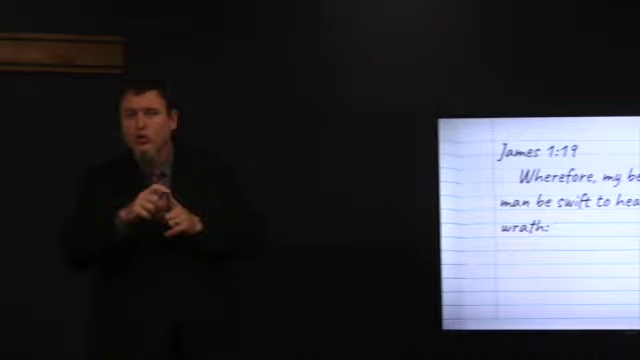 James 1:19
Wherefore, my be
man be swift to hea
wrath: